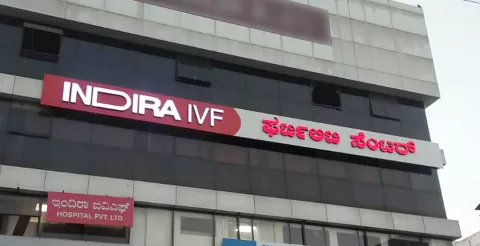 INDIRA IVF
ಫರ್ಟಿಲಿಟಿ ಸೆಂಟರ್
ಇಂದಿರಾ ಐವಿಎಫ್
HOSPITAL PVT. LTD.